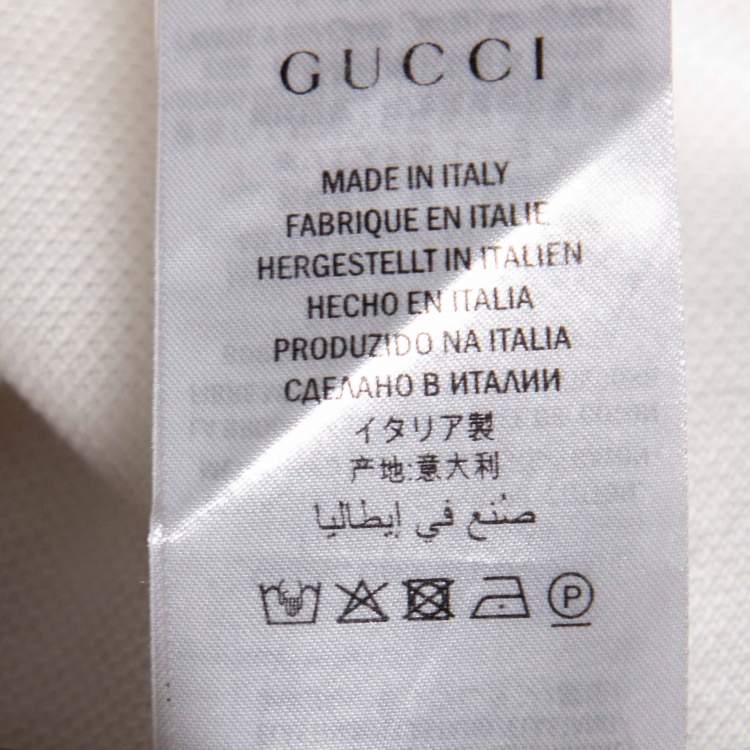 GUCCI
MADE IN ITALY
FABRIQUE EN ITALIE
HERGESTELLT IN ITALIEN
HECHO EN ITALIA
PRODUZIDO NA ITALIA
СДЕЛАНО В ИТАЛИИ
イタリア製
产地:意大利
صُنع في إيطاليا
P